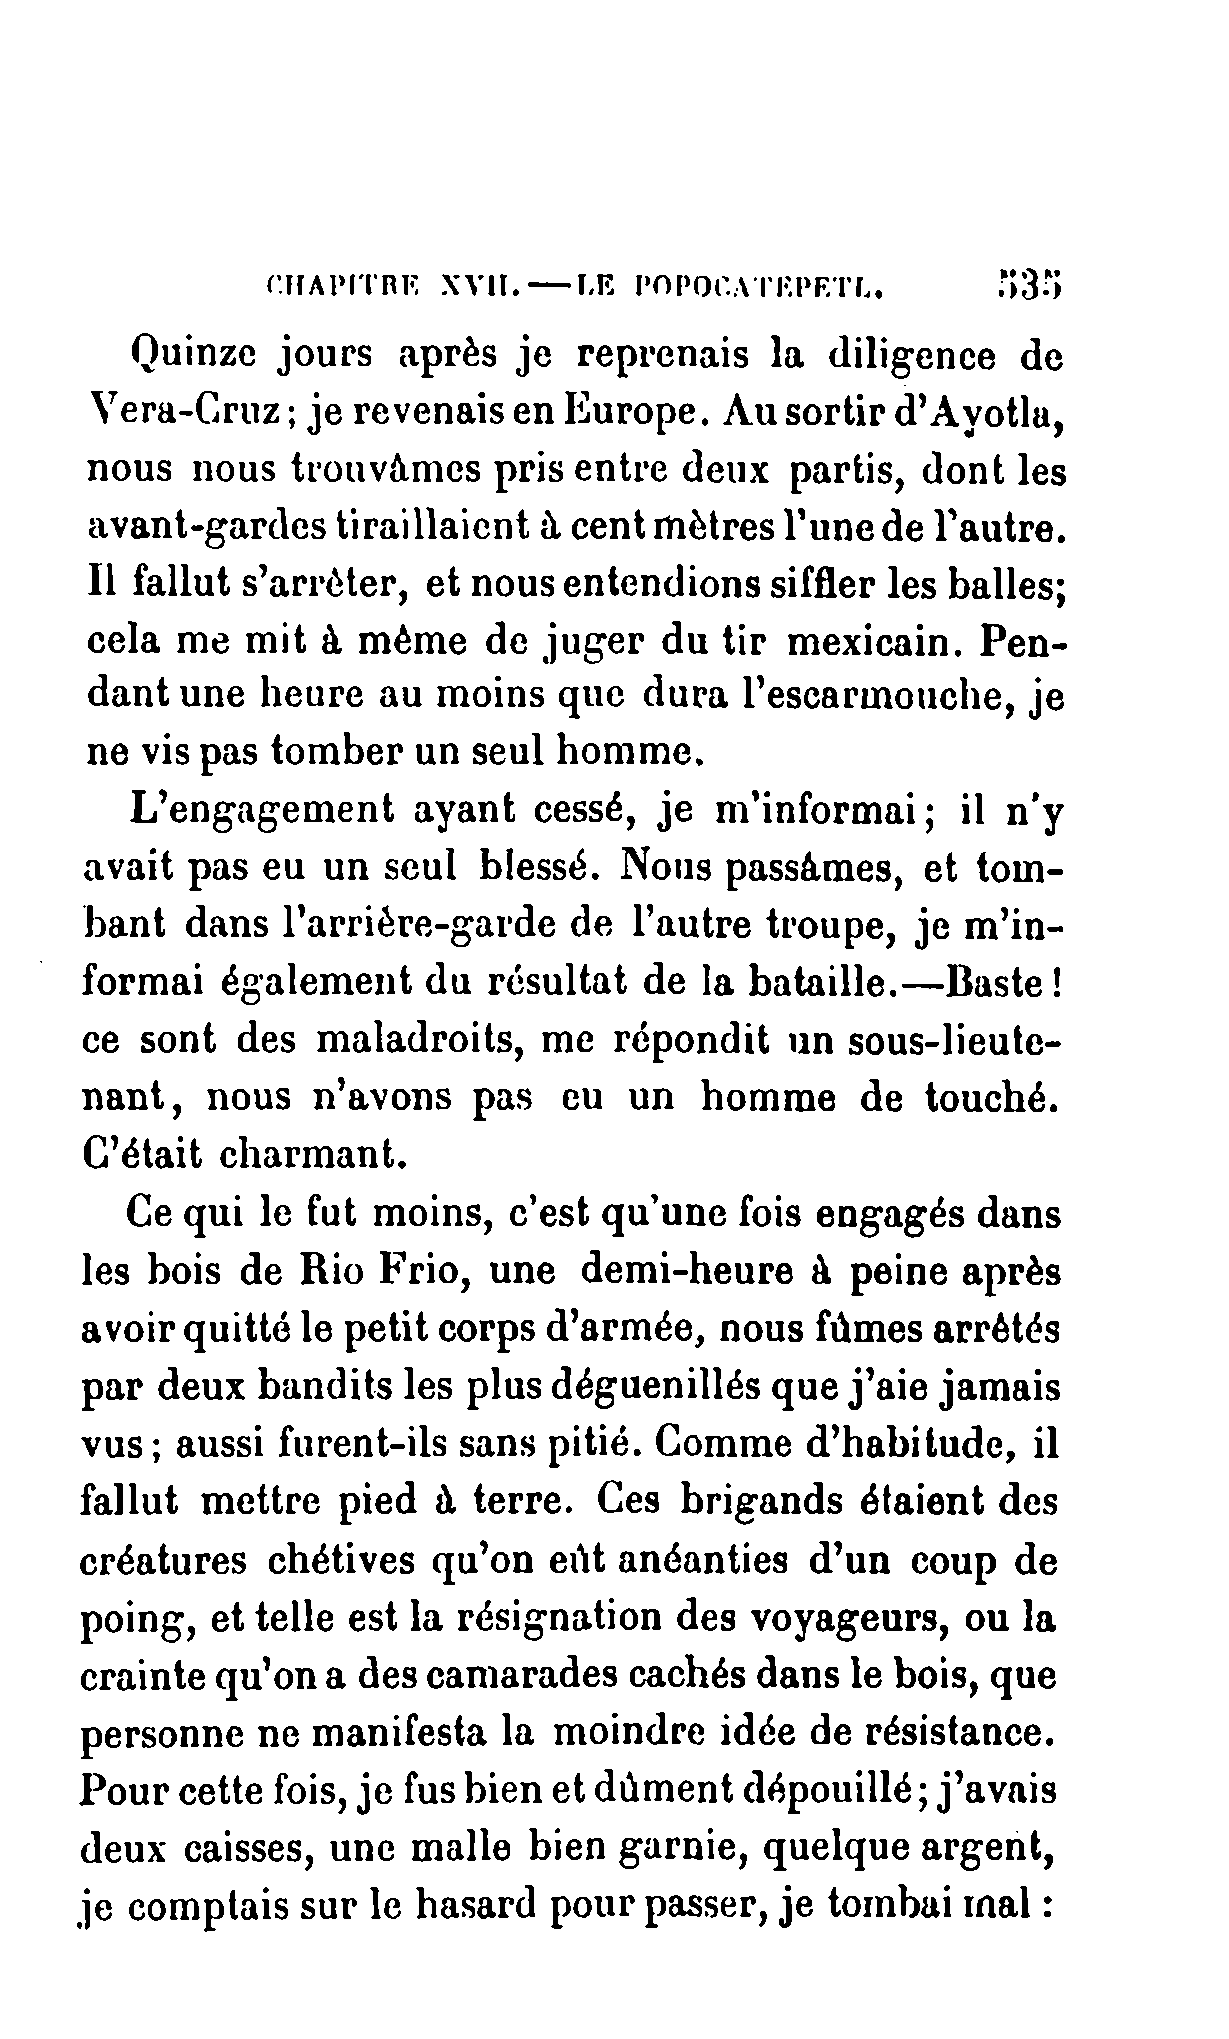 CHAPITRE XVII.—LE POPOCATEPETL. 535
Quinze jours après je reprenais la diligence de
Vera-Cruz; je revenais en Europe. Au sortir d'Ayotla,
nous nous trouvâmes pris entre deux partis, dont les
avant-gardes tiraillaient à cent mètres l'une de l'autre.
Il fallut s'arrêter, et nous entendions siffler les balles;
cela me mit à même de juger du tir mexicain. Pen-
dant une heure au moins que dura l'escarmouche, je
ne vis pas tomber un seul homme.
L'engagement ayant cessé, je m'informai; il n'y
avait pas eu un seul blessé. Nous passâmes, et tom-
bant dans l'arrière-garde de l'autre troupe, je m'in-
formai également du résultat de la bataille.—Baste!
ce sont des maladroits, me répondit un sous-lieute-
nant, nous n'avons pas eu un homme de touché.
C'était charmant.
Ce qui le fut moins, c'est qu'une fois engagés dans
les bois de Rio Frio, une demi-heure à peine après
avoir quitté le petit corps d'armée, nous fûmes arrêtés
par deux bandits les plus déguenillés que j'aie jamais
vus; aussi furent-ils sans pitié. Comme d'habitude, il
fallut mettre pied à terre. Ces brigands étaient des
créatures chétives qu'on eût anéanties d'un coup de
poing, et telle est la résignation des voyageurs, ou la
crainte qu'on a des camarades cachés dans le bois, que
personne ne manifesta la moindre idée de résistance.
Pour cette fois, je fus bien et dûment dépouillé; j'avais
deux caisses, une malle bien garnie, quelque argent,
je comptais sur le hasard pour passer, je tombai mal :